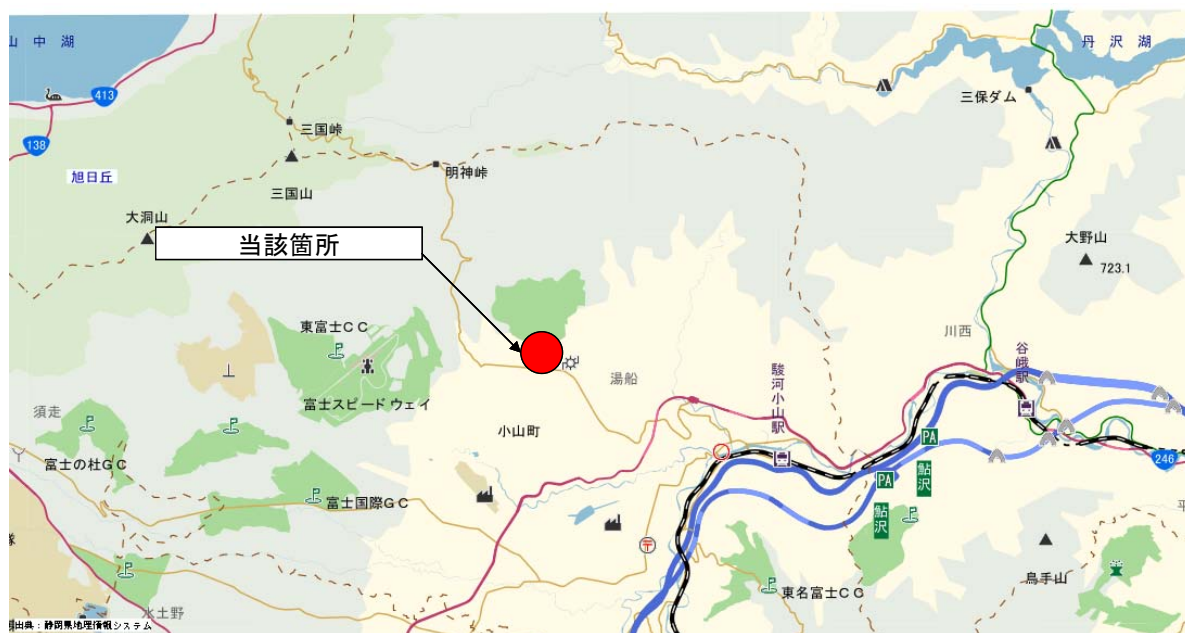 山中湖
丹沢湖
413
三保ダム
138
三国峠
明神峠
旭日丘
三国山
大洞山
当該箇所
大野山
723.1
川西
東富士CC
谷峨駅
湯船
駿河小山駅
富士スピードウェイ
須走
小山町
PA
鮎沢
富士の杜GC
246
PA
鮎沢
富士国際GC
平
隊
鳥手山
東名富士CC
水土野
出典：静岡県地理情報システム